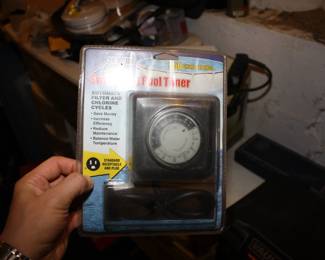 Pool Timer
AUTOMATE
FILTER AND
CHLORINE
CYCLES
• Save Money
• Increase
Efficiency
• Reduce
Maintenance
• Balance Water
Temperature
STANDARD
RECEPTACLE
AND PLUG